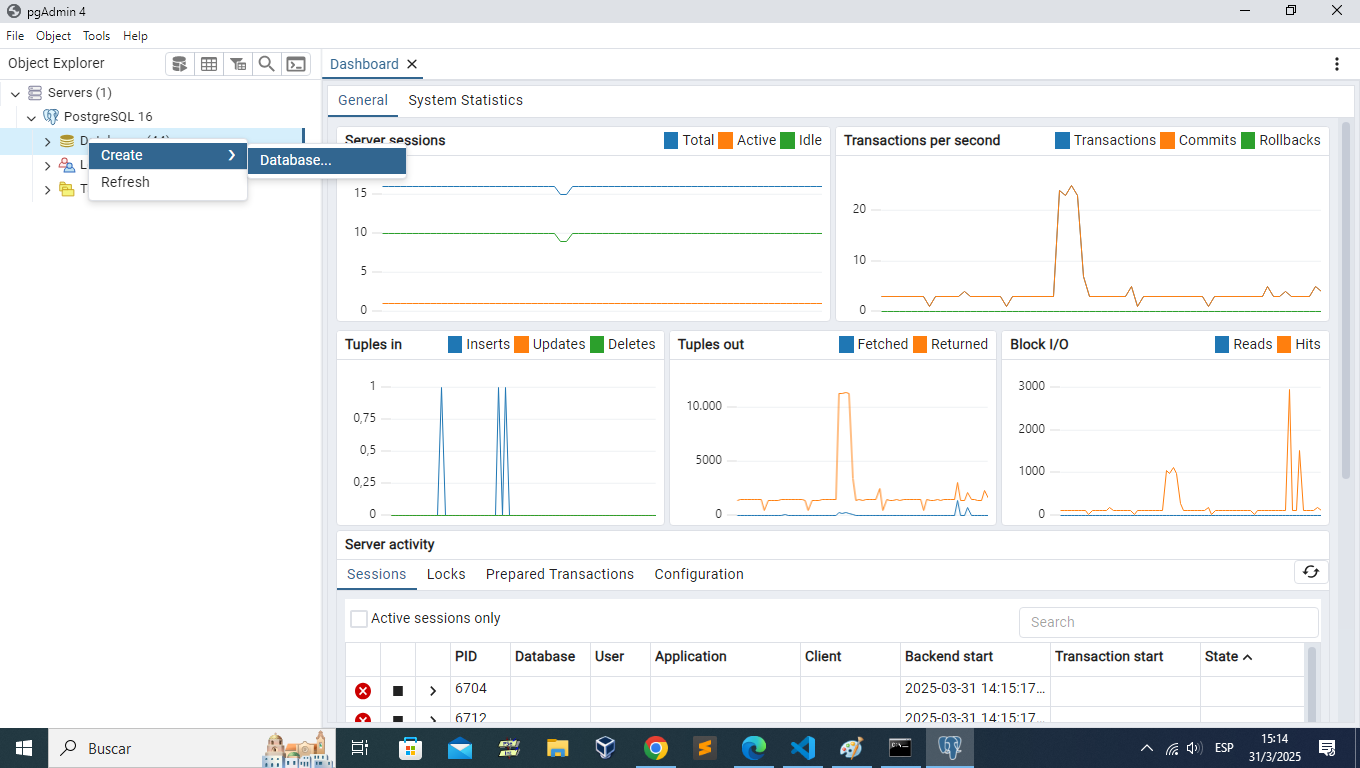 pgAdmin 4
File Object Tools Help
Object Explorer
Dashboard
Servers (1)
PostgreSQL 16
Create
Database...
Refresh
General System Statistics
Server sessions Total Active Idle
15
10
5
0
Transactions per second Transactions Commits Rollbacks
20
10
0
Tuples in Inserts Updates Deletes
1
0,75
0,5
0,25
0
Tuples out Fetched Returned
10.000
5000
0
Block I/O Reads Hits
3000
2000
1000
0
Server activity
Sessions Locks Prepared Transactions Configuration
Active sessions only
Search
PID Database User Application Client Backend start Transaction start State
6704 2025-03-31 14:15:17...
6712 2025-03-31 14:15:17...
Buscar
ESP
15:14
31/3/2025